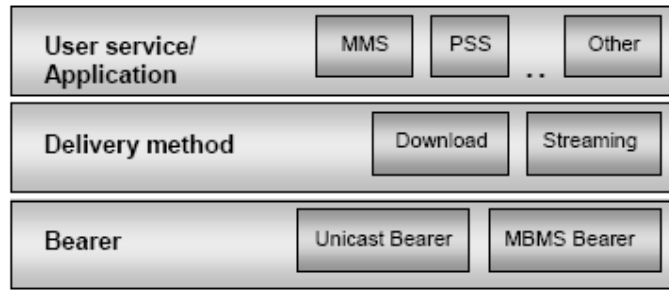 User service/
Application
MMS
PSS
..
Other
Delivery method
Download
Streaming
Bearer
Unicast Bearer
MBMS Bearer